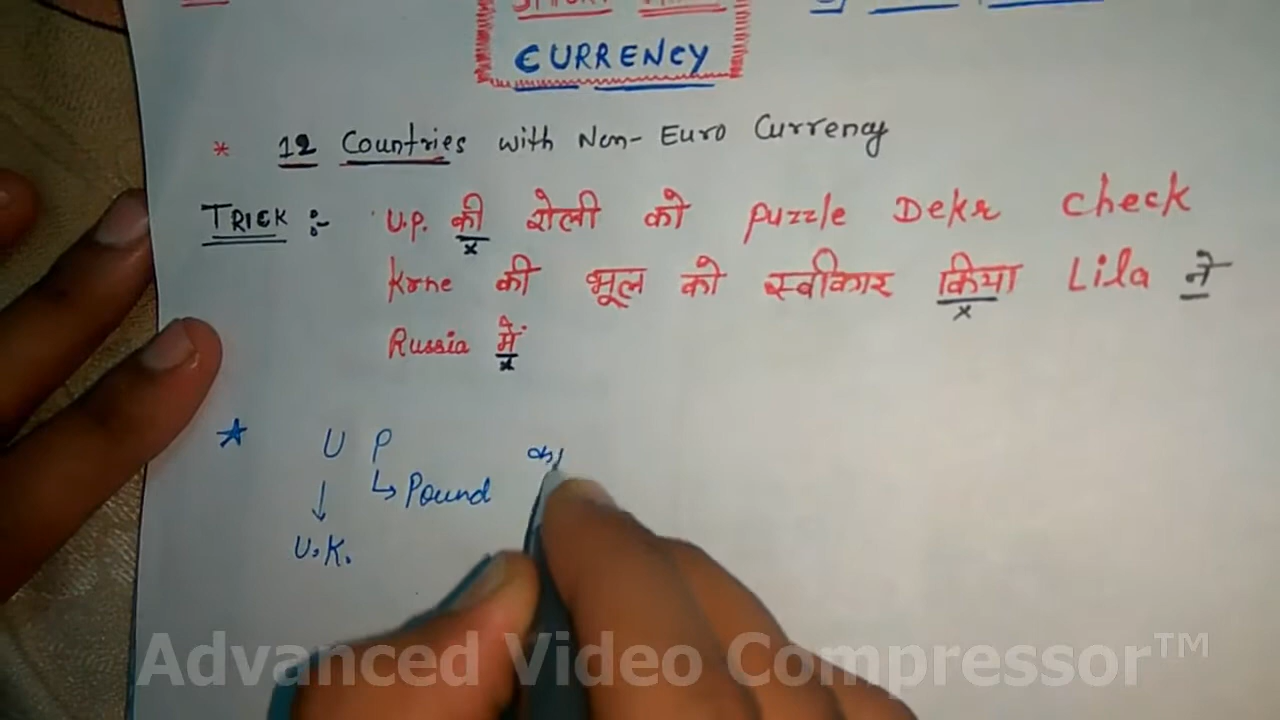 CURRENCY
* 12 Countries with Non-Euro Currency
TRICK :- U.P. की रोली को puzzle Dekr check
x
krne की भूल को स्वीकार किया Lila ने
x
Russia में
x
★ U P
↓ ↳ Pound
U.K.
Advanced Video Compressor™